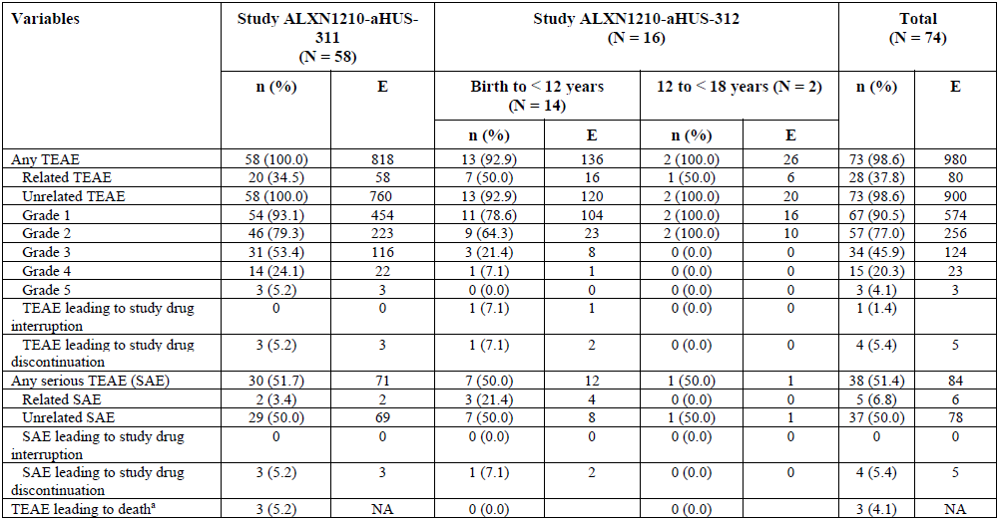 Variables Study ALXN1210-aHUS- Study ALXN1210-aHUS-312 Total
311 (N = 16) (N = 74)
(N = 58)
n (%) E Birth to < 12 years 12 to < 18 years (N = 2) n (%) E
(N = 14)
n (%) E n (%) E
Any TEAE 58 (100.0) 818 13 (92.9) 136 2 (100.0) 26 73 (98.6) 980
Related TEAE 20 (34.5) 58 7 (50.0) 16 1 (50.0) 6 28 (37.8) 80
Unrelated TEAE 58 (100.0) 760 13 (92.9) 120 2 (100.0) 20 73 (98.6) 900
Grade 1 54 (93.1) 454 11 (78.6) 104 2 (100.0) 16 67 (90.5) 574
Grade 2 46 (79.3) 223 9 (64.3) 23 2 (100.0) 10 57 (77.0) 256
Grade 3 31 (53.4) 116 3 (21.4) 8 0 (0.0) 0 34 (45.9) 124
Grade 4 14 (24.1) 22 1 (7.1) 1 0 (0.0) 0 15 (20.3) 23
Grade 5 3 (5.2) 3 0 (0.0) 0 0 (0.0) 0 3 (4.1) 3
TEAE leading to study drug 0 0 1 (7.1) 1 0 (0.0) 0 1 (1.4)
interruption
TEAE leading to study drug 3 (5.2) 3 1 (7.1) 2 0 (0.0) 0 4 (5.4) 5
discontinuation
Any serious TEAE (SAE) 30 (51.7) 71 7 (50.0) 12 1 (50.0) 1 38 (51.4) 84
Related SAE 2 (3.4) 2 3 (21.4) 4 0 (0.0) 0 5 (6.8) 6
Unrelated SAE 29 (50.0) 69 7 (50.0) 8 1 (50.0) 1 37 (50.0) 78
SAE leading to study drug 0 0 0 (0.0) 0 0 (0.0) 0 0 0
interruption
SAE leading to study drug 3 (5.2) 3 1 (7.1) 2 0 (0.0) 0 4 (5.4) 5
discontinuation
TEAE leading to deathᵃ 3 (5.2) NA 0 (0.0) 0 (0.0) 3 (4.1) NA